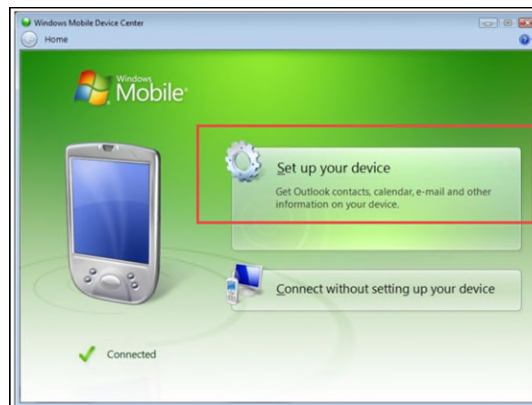 Windows Mobile Device Center
Home
Windows
Mobile
Set up your device
Get Outlook contacts, calendar, e-mail and other
information on your device.
Connect without setting up your device
Connected